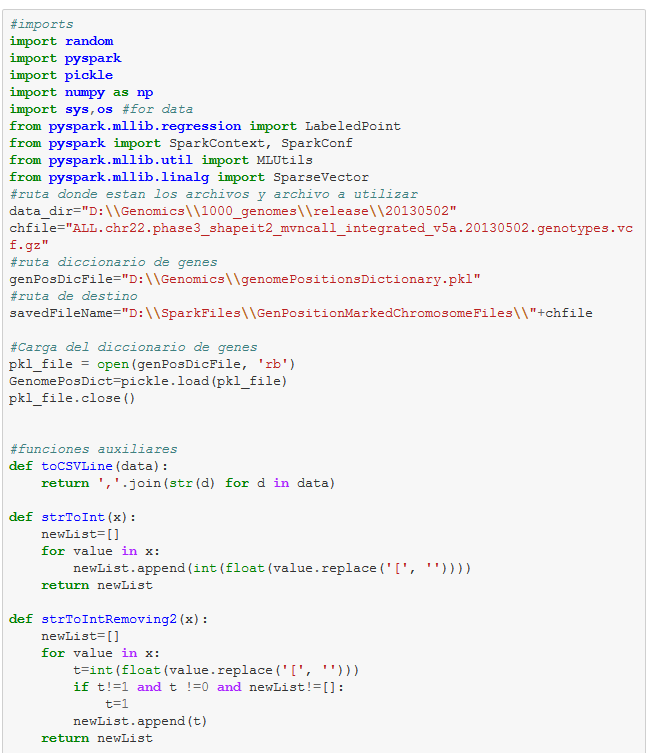 #imports
import random
import pyspark
import pickle
import numpy as np
import sys,os #for data
from pyspark.mllib.regression import LabeledPoint
from pyspark import SparkContext, SparkConf
from pyspark.mllib.util import MLUtils
from pyspark.mllib.linalg import SparseVector
#ruta donde estan los archivos y archivo a utilizar
data_dir="D:\\Genomics\\1000_genomes\\release\\20130502"
chfile="ALL.chr22.phase3_shapeit2_mvncall_integrated_v5a.20130502.genotypes.vc
f.gz"
#ruta diccionario de genes
genPosDicFile="D:\\Genomics\\genomePositionsDictionary.pkl"
#ruta de destino
savedFileName="D:\\SparkFiles\\GenPositionMarkedChromosomeFiles\\"+chfile

#Carga del diccionario de genes
pkl_file = open(genPosDicFile, 'rb')
GenomePosDict=pickle.load(pkl_file)
pkl_file.close()


#funciones auxiliares
def toCSVLine(data):
    return ','.join(str(d) for d in data)

def strToInt(x):
    newList=[]
    for value in x:
        newList.append(int(float(value.replace('[', ''))))
    return newList

def strToIntRemoving2(x):
    newList=[]
    for value in x:
        t=int(float(value.replace('[', '')))
        if t!=1 and t !=0 and newList!=[]:
            t=1
        newList.append(t)
    return newList